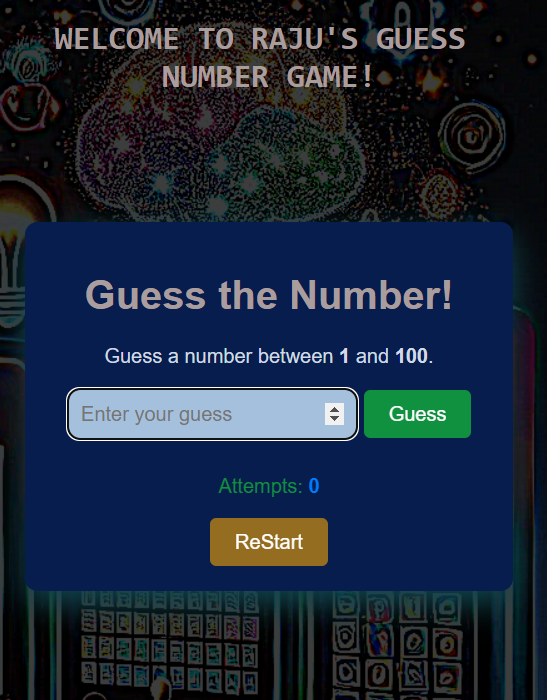 WELCOME TO RAJU'S GUESS
NUMBER GAME!
Guess the Number!
Guess a number between 1 and 100.
Enter your guess
Guess
Attempts: 0
ReStart